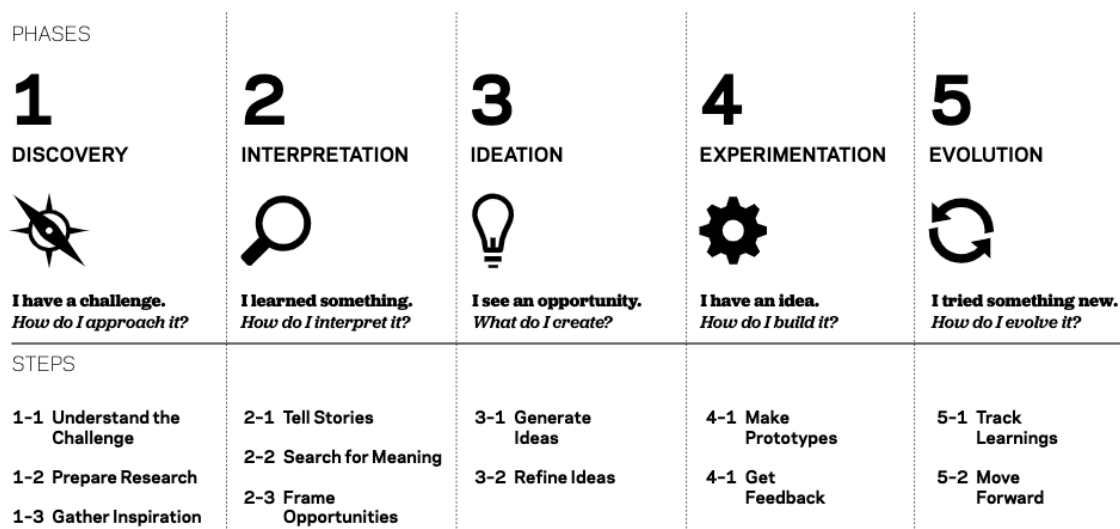 PHASES
1
DISCOVERY
I have a challenge.
How do I approach it?
2
INTERPRETATION
I learned something.
How do I interpret it?
3
IDEATION
I see an opportunity.
What do I create?
4
EXPERIMENTATION
I have an idea.
How do I build it?
5
EVOLUTION
I tried something new.
How do I evolve it?
STEPS
1-1 Understand the
Challenge
1-2 Prepare Research
1-3 Gather Inspiration
2-1 Tell Stories
2-2 Search for Meaning
2-3 Frame
Opportunities
3-1 Generate
Ideas
3-2 Refine Ideas
4-1 Make
Prototypes
4-1 Get
Feedback
5-1 Track
Learnings
5-2 Move
Forward